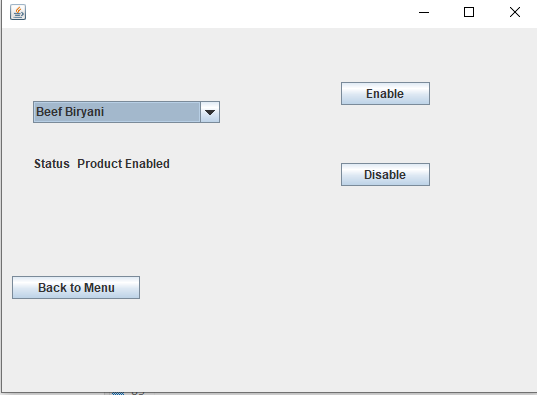 Enable
Beef Biryani
Status Product Enabled
Disable
Back to Menu